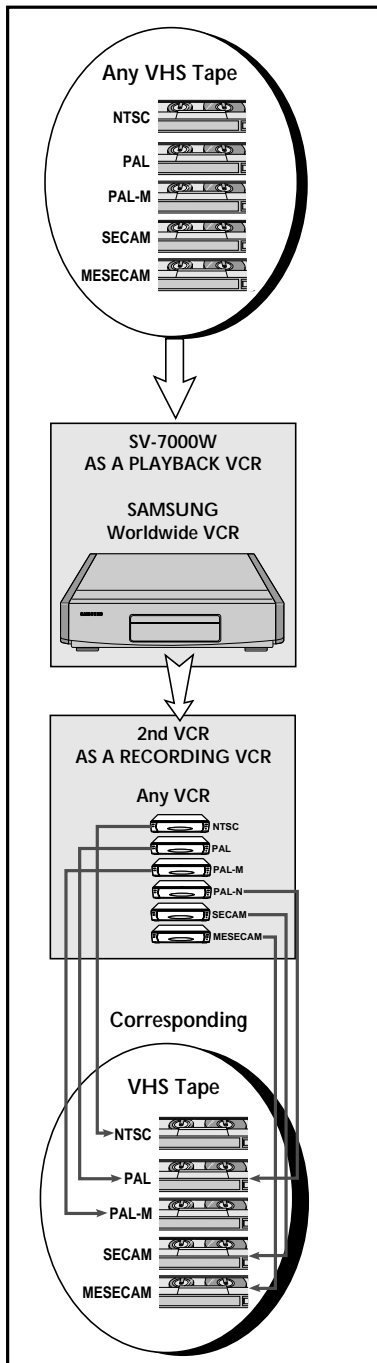 Any VHS Tape
NTSC
PAL
PAL-M
SECAM
MESECAM
SV-7000W
AS A PLAYBACK VCR
SAMSUNG
Worldwide VCR
SAMSUNG
2nd VCR
AS A RECORDING VCR
Any VCR
NTSC
PAL
PAL-M
PAL-N
SECAM
MESECAM
Corresponding
VHS Tape
NTSC
PAL
PAL-M
SECAM
MESECAM